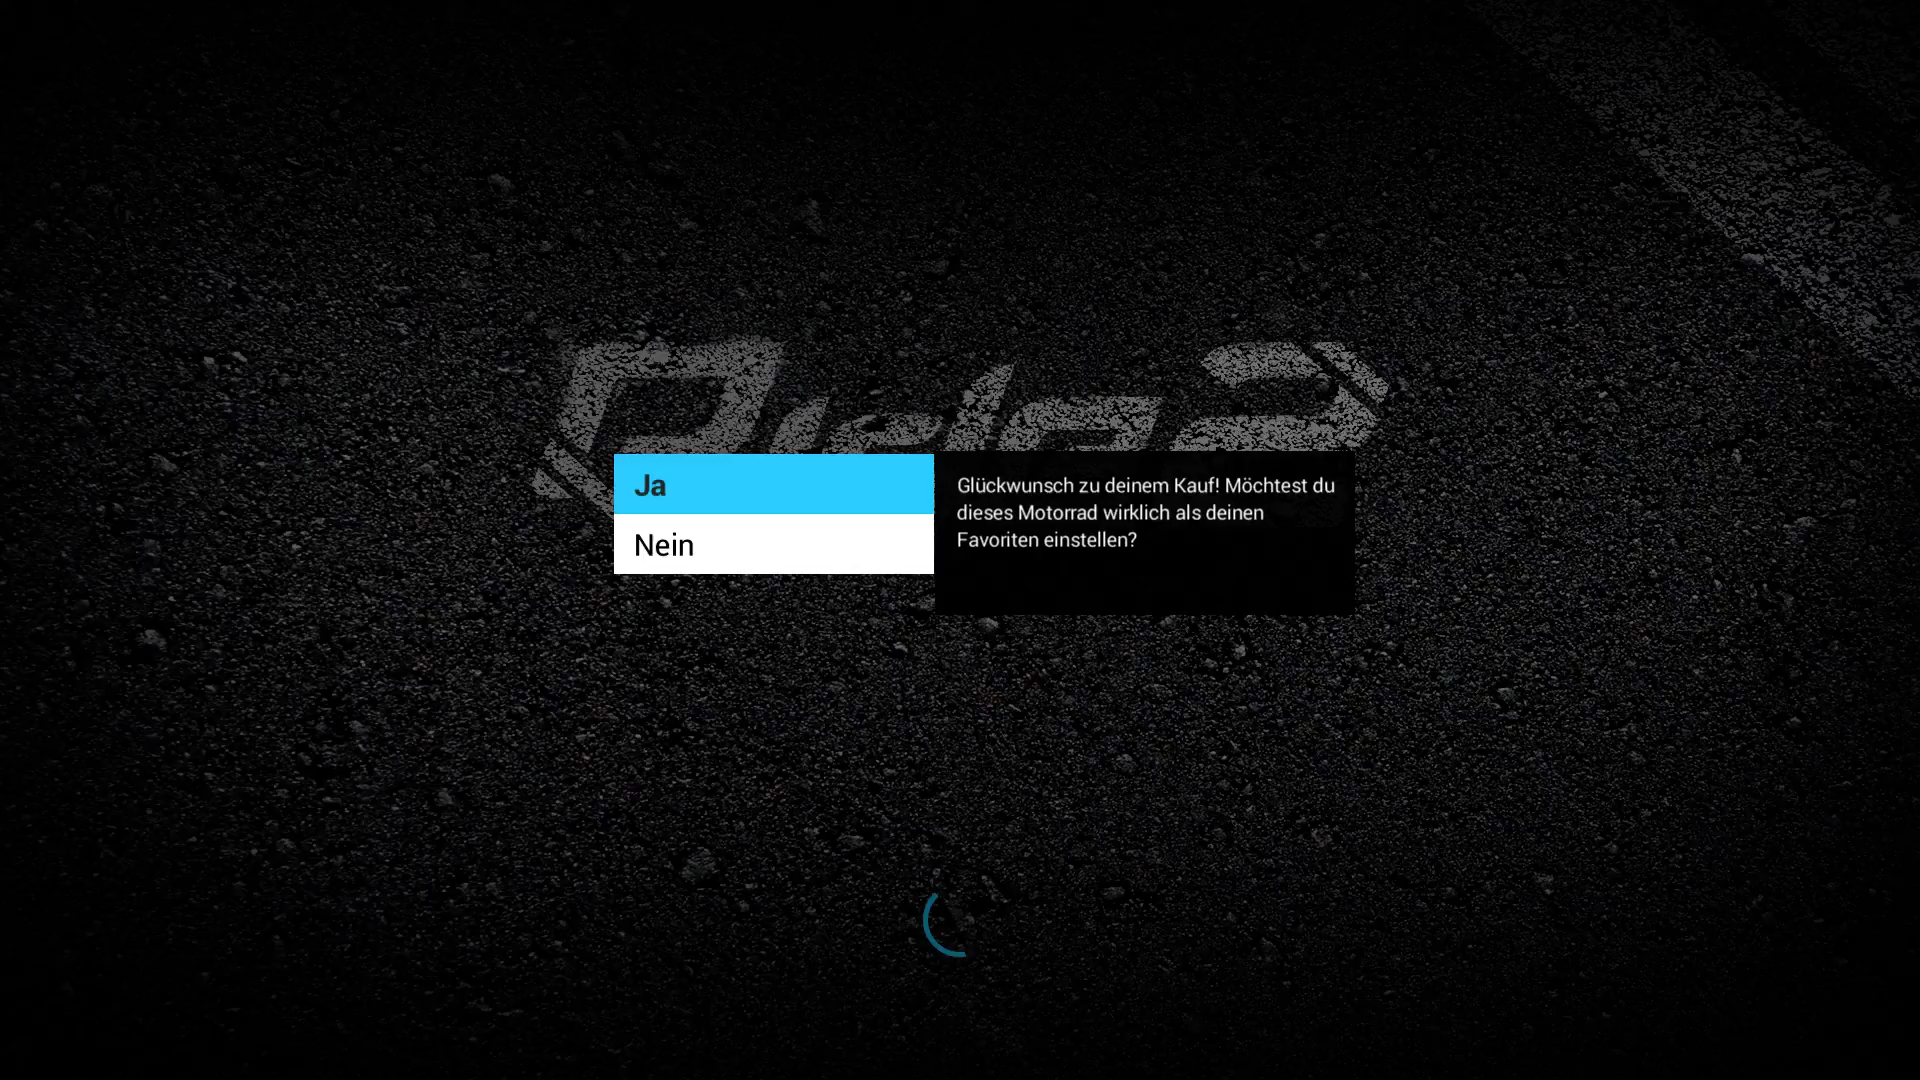 Ja
Nein
Glückwunsch zu deinem Kauf! Möchtest du
dieses Motorrad wirklich als deinen
Favoriten einstellen?